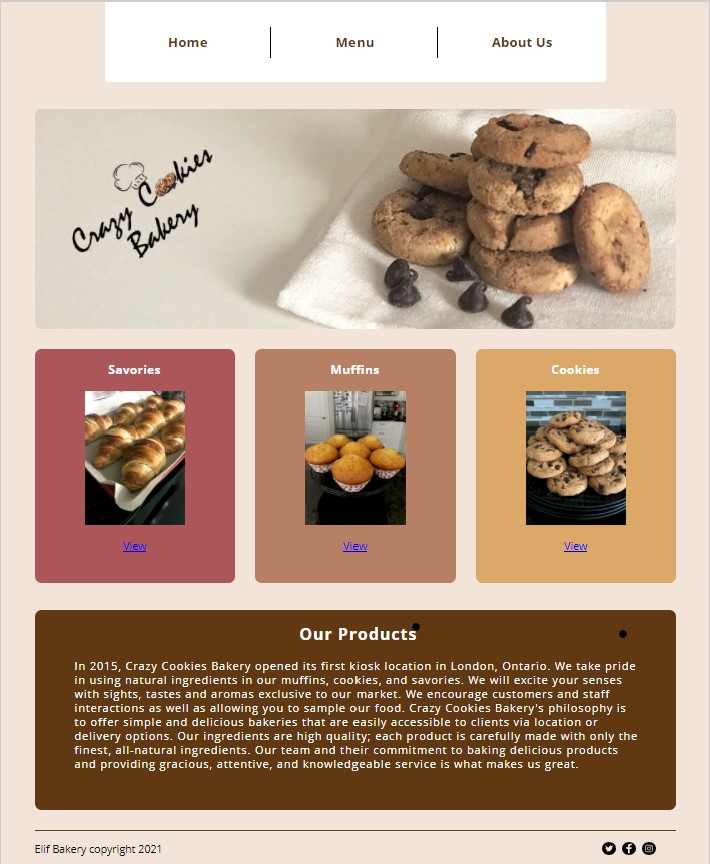 Home Menu About Us
Crazy Cookies
Bakery
Savories Muffins Cookies
View View View
Our Products
In 2015, Crazy Cookies Bakery opened its first kiosk location in London, Ontario. We take pride
in using natural ingredients in our muffins, cookies, and savories. We will excite your senses
with sights, tastes and aromas exclusive to our market. We encourage customers and staff
interactions as well as allowing you to sample our food. Crazy Cookies Bakery's philosophy is
to offer simple and delicious bakeries that are easily accessible to clients via location or
delivery options. Our ingredients are high quality; each product is carefully made with only the
finest, all-natural ingredients. Our team and their commitment to baking delicious products
and providing gracious, attentive, and knowledgeable service is what makes us great.
Elif Bakery copyright 2021